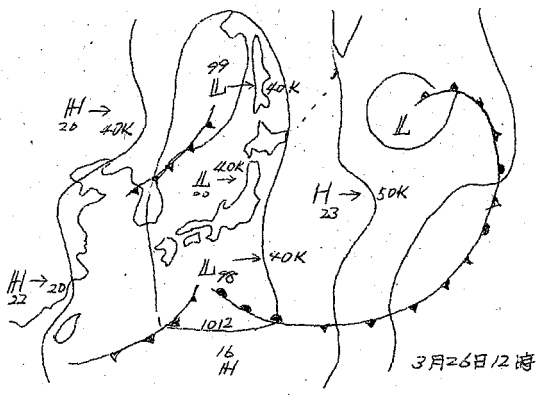 99
L → 40K
H → 40K
20
L → 40K
00
H → 50K
23
L
L → 40K
98
H → 20
22
1012
16
H
3月26日12時